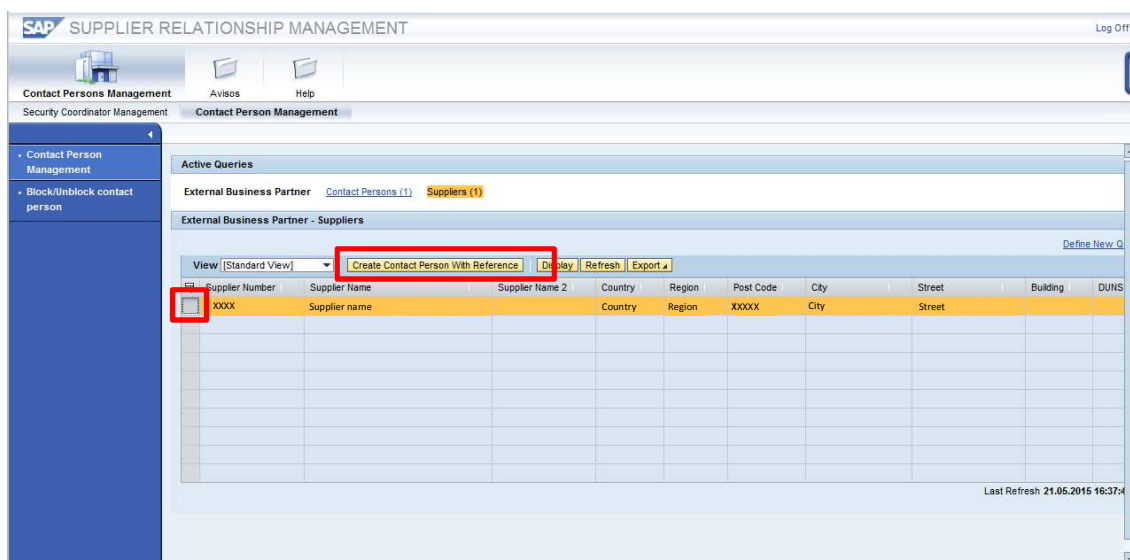 SAP SUPPLIER RELATIONSHIP MANAGEMENT Log Off
Contact Persons Management Avisos Help
Security Coordinator Management Contact Person Management
Contact Person
Management
Block/Unblock contact
person
Active Queries
External Business Partner Contact Persons (1) Suppliers (1)
External Business Partner - Suppliers
Define New Q
View [Standard View] Create Contact Person With Reference Display Refresh Export
Supplier Number Supplier Name Supplier Name 2 Country Region Post Code City Street Building DUNS
XXXX Supplier name Country Region XXXXX City Street
Last Refresh 21.05.2015 16:37:4